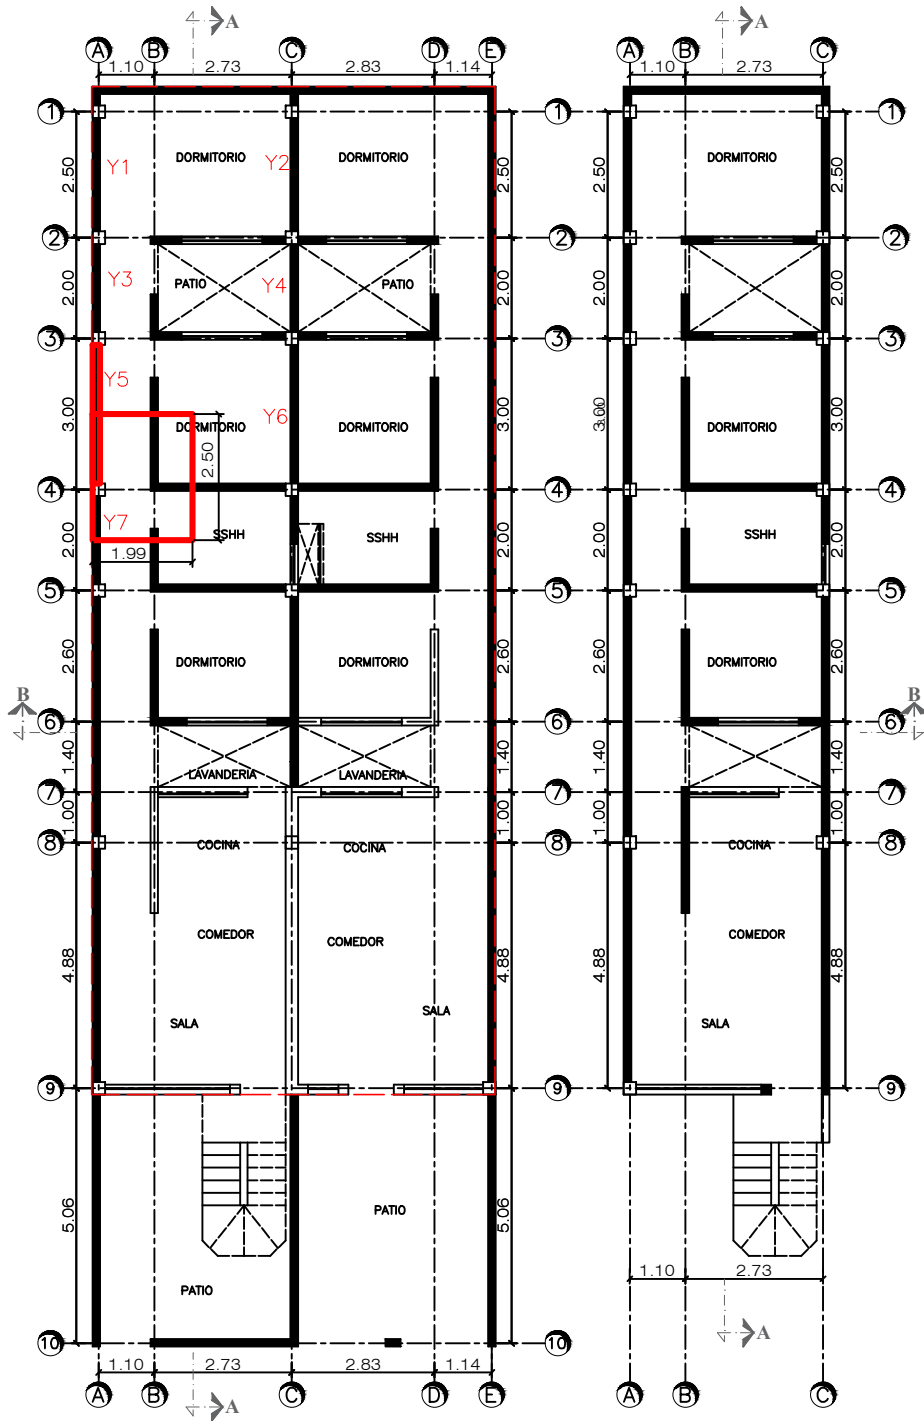 A A
A B C D E A B C
1.10 2.73 2.83 1.14 1.10 2.73
1 1 1
2.50 Y1 DORMITORIO Y2 DORMITORIO 2.50 2.50 DORMITORIO 2.50
2 2 2
2.00 Y3 PATIO Y4 PATIO 2.00 2.00 2.00
3 3 3
Y5
3.00 DORMITORIO Y6 DORMITORIO 3.00 DORMITORIO 3.00
2.50
4 4 4
2.00 Y7 SSHH SSHH 2.00 2.00 SSHH 2.00
1.99
5 5 5
2.60 DORMITORIO DORMITORIO 2.60 2.60 DORMITORIO 2.60
B B
6 6 6
1.40 LAVANDERIA LAVANDERIA 1.40 1.40 1.40
7 7 7
1.00 1.00 1.00 1.00
8 COCINA COCINA 8 COCINA 8
4.88 COMEDOR COMEDOR 4.88 4.88 COMEDOR 4.88
SALA SALA SALA
9 9 9
5.06 PATIO 5.06
PATIO
1.10 2.73
A
10 10
1.10 2.73 2.83 1.14
A B C D E A B C
A